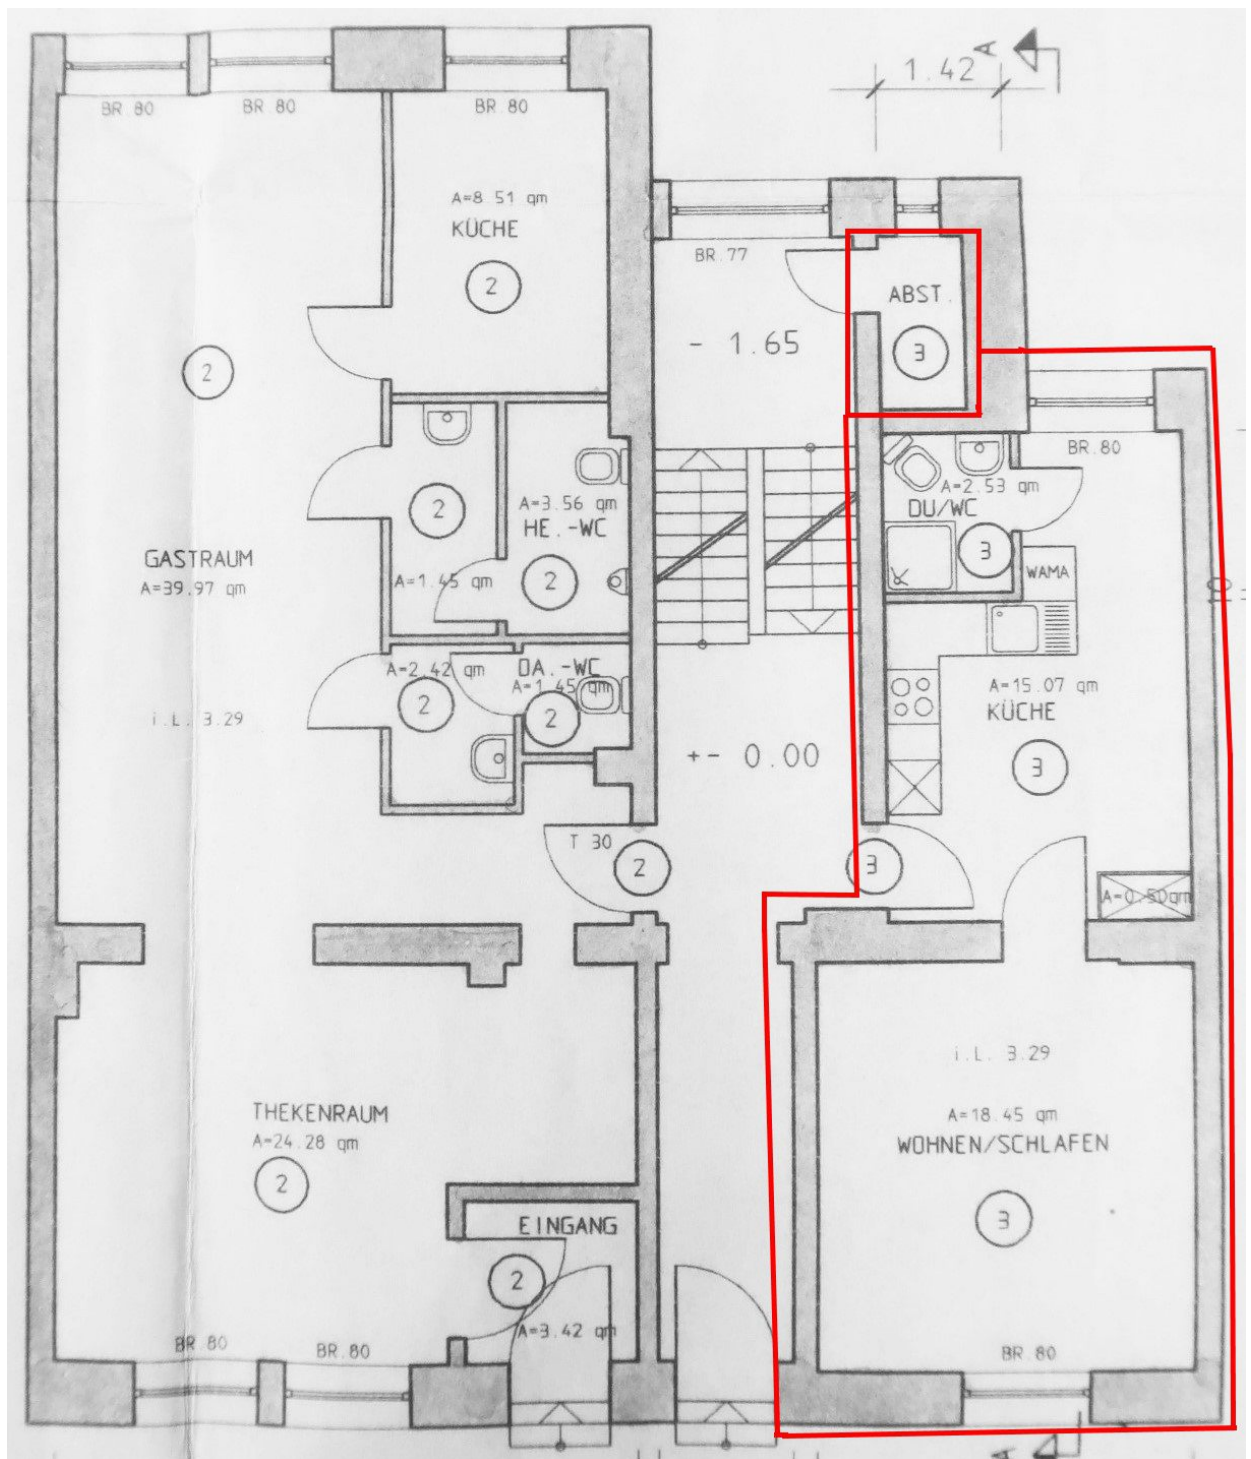 A
1.42
BR.80
BR.80
BR.80
A=8.51 qm
KÜCHE
2
BR.77
ABST.
3
- 1.65
2
BR.80
A=2.53 qm
DU/WC
3
2
A=3.56 qm
HE.-WC
2
A=1.45 qm
GASTRAUM
A=39.97 qm
WAMA
DA.-WC
A=2.42 qm
A=1.45 qm
2
2
A=15.07 qm
KÜCHE
3
i.L. 3.29
+- 0.00
T 30
2
3
A=0.50qm
i.L. 3.29
THEKENRAUM
A=24.28 qm
2
A=18.45 qm
WOHNEN/SCHLAFEN
3
EINGANG
2
A=3.42 qm
BR.80
BR.80
BR.80
A